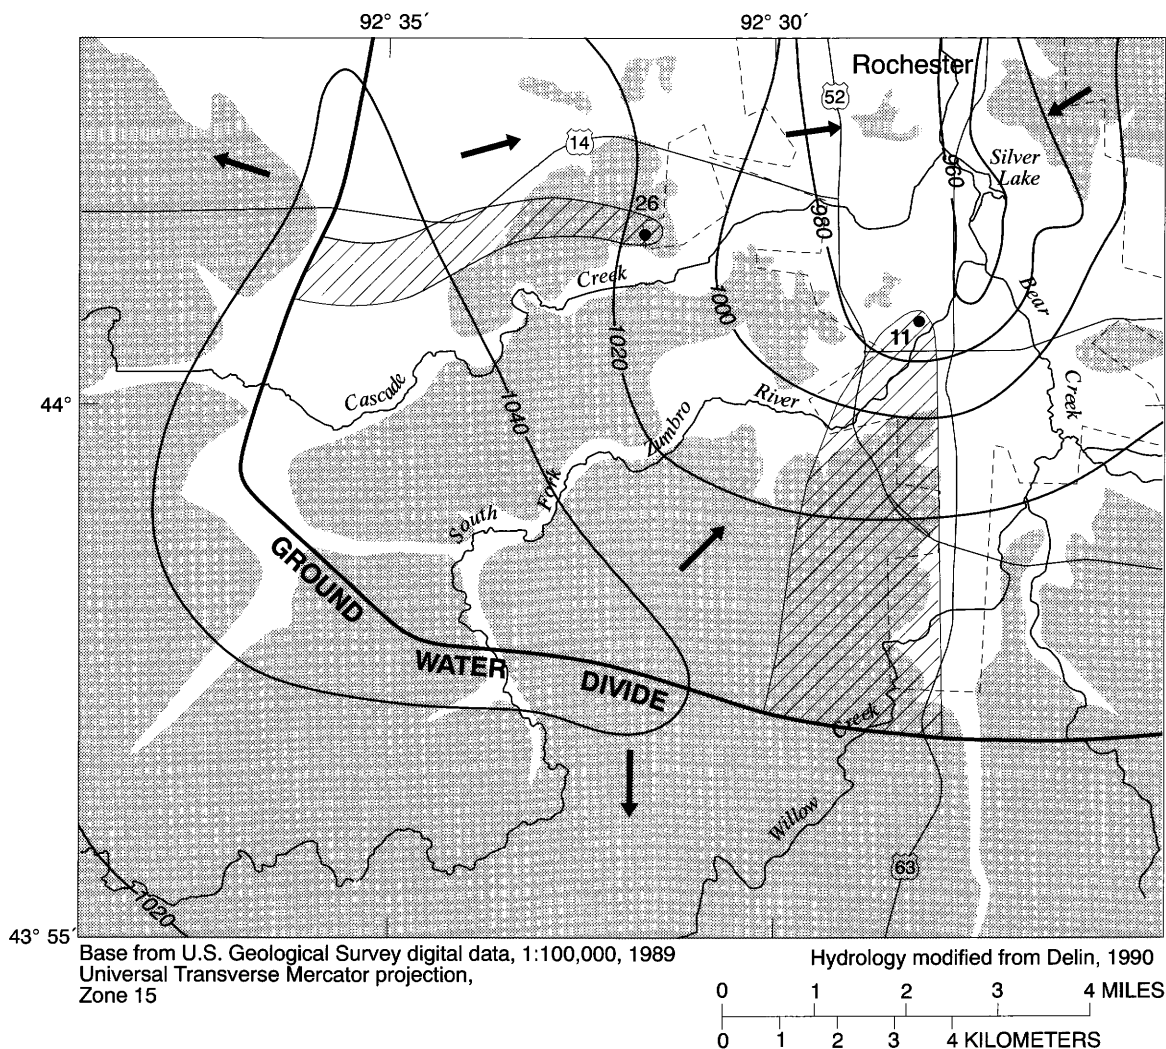 92° 35′
92° 30′
Rochester
52
14
960
Silver
Lake
26
980
Creek
1000
Bear
11
1020
Cascade
44°
River
Creek
1040
Zumbro
Fork
South
GROUND
WATER
DIVIDE
Creek
Willow
63
1020
43° 55′
Base from U.S. Geological Survey digital data, 1:100,000, 1989
Universal Transverse Mercator projection,
Zone 15
Hydrology modified from Delin, 1990
0 1 2 3 4 MILES
0 1 2 3 4 KILOMETERS